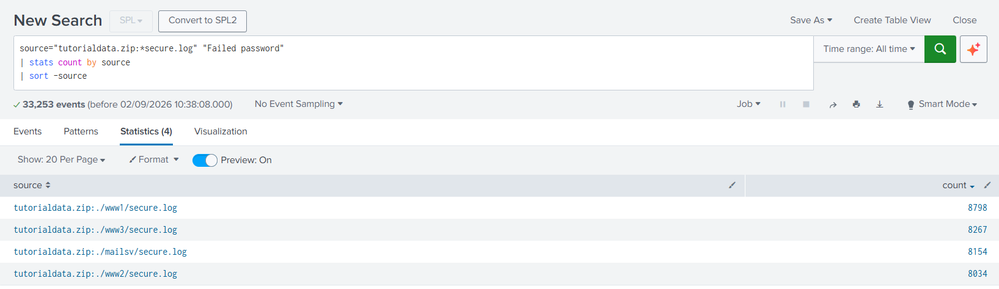 New Search SPL Convert to SPL2 Save As Create Table View Close
source="tutorialdata.zip:*secure.log" "Failed password" Time range: All time
| stats count by source
| sort -source
33,253 events (before 02/09/2026 10:38:08.000) No Event Sampling Job Smart Mode
Events Patterns Statistics (4) Visualization
Show: 20 Per Page Format Preview: On
source count
tutorialdata.zip:./www1/secure.log 8798
tutorialdata.zip:./www3/secure.log 8267
tutorialdata.zip:./mailsv/secure.log 8154
tutorialdata.zip:./www2/secure.log 8034